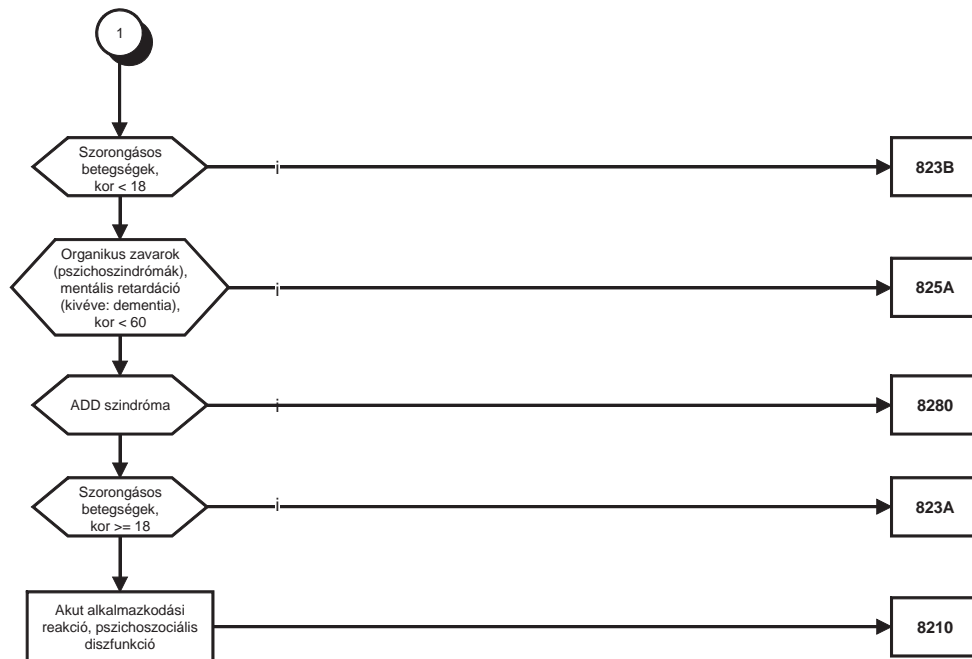 1
Szorongásos
betegségek,
kor < 18
i
823B
Organikus zavarok
(pszichoszindrómák),
mentális retardáció
(kivéve: dementia),
kor < 60
i
825A
ADD szindróma
i
8280
Szorongásos
betegségek,
kor >= 18
i
823A
Akut alkalmazkodási
reakció, pszichoszociális
diszfunkció
8210